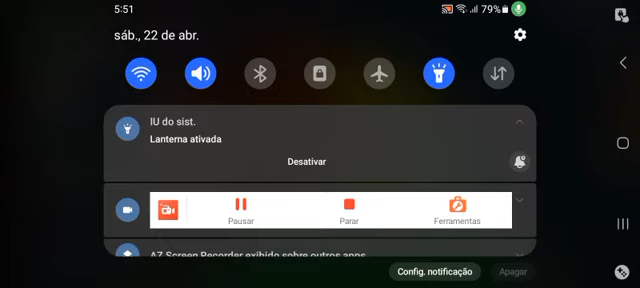 5:51
79%
sáb., 22 de abr.
IU do sist.
Lanterna ativada
Desativar
Pausar
Parar
Ferramentas
AZ Screen Recorder exibido sobre outros apps
Config. notificação
Apagar